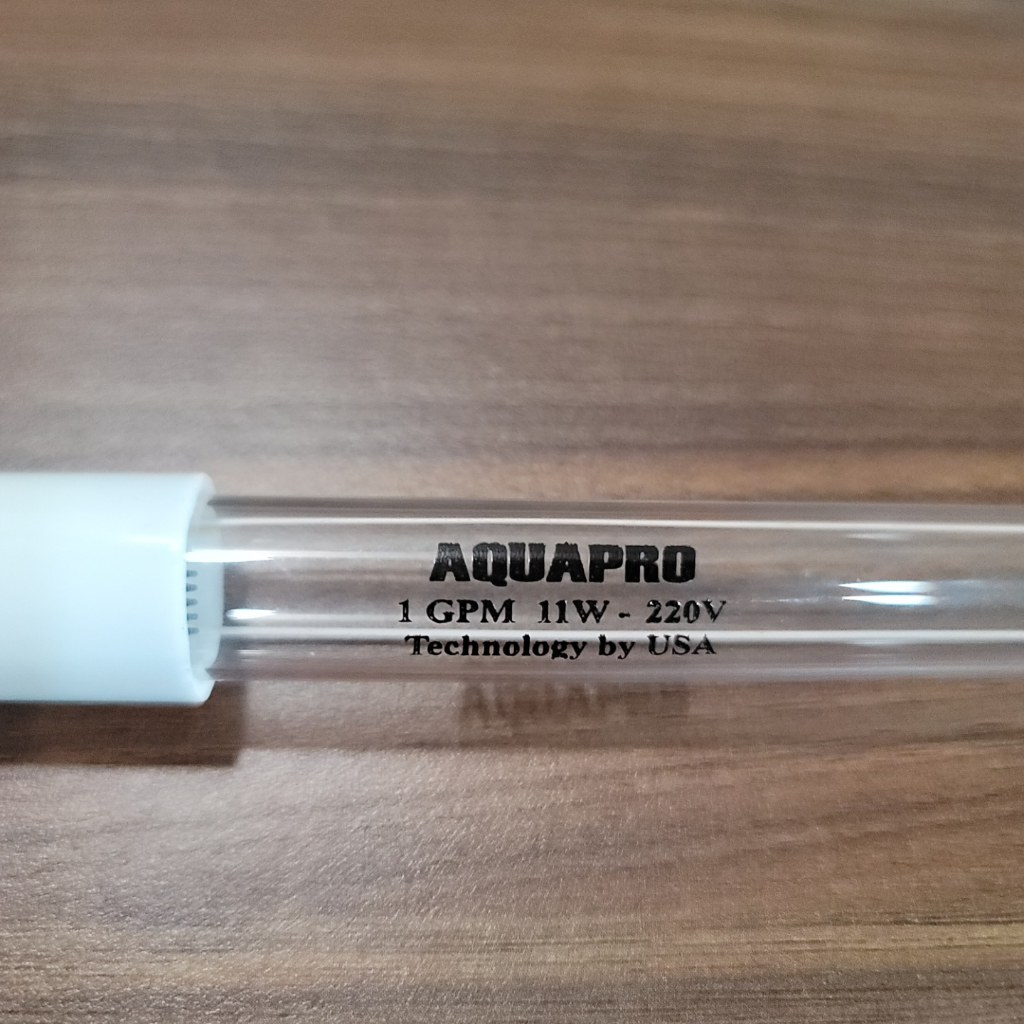 AQUAPRO
1 GPM 11W - 220V
Technology by USA